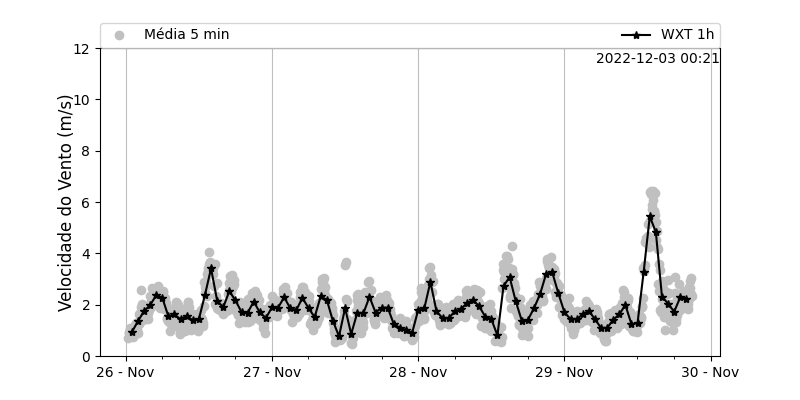 Média 5 min
WXT 1h
2022-12-03 00:21
Velocidade do Vento (m/s)
12
10
8
6
4
2
0
26 - Nov
27 - Nov
28 - Nov
29 - Nov
30 - Nov